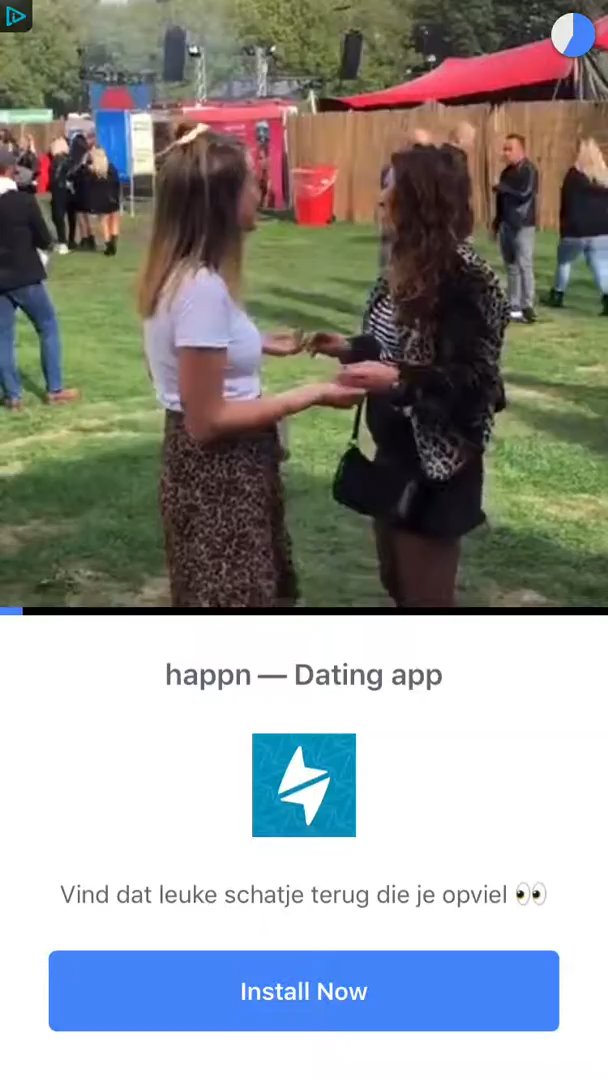 happn — Dating app
Vind dat leuke schatje terug die je opviel 👀
Install Now